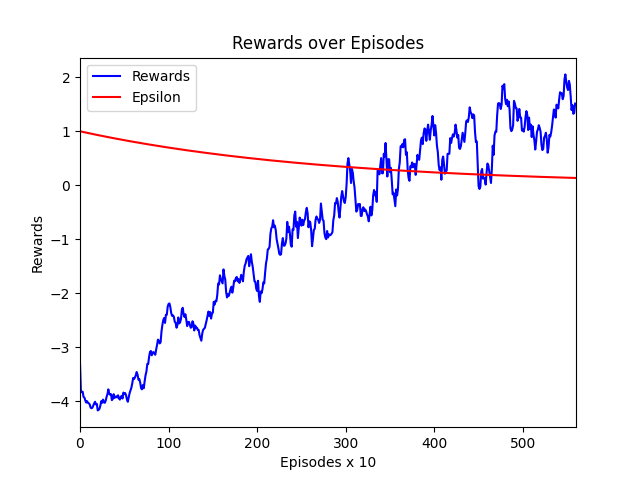 Rewards over Episodes
Rewards
Epsilon
2
1
0
−1
−2
−3
−4
Rewards
0 100 200 300 400 500
Episodes x 10